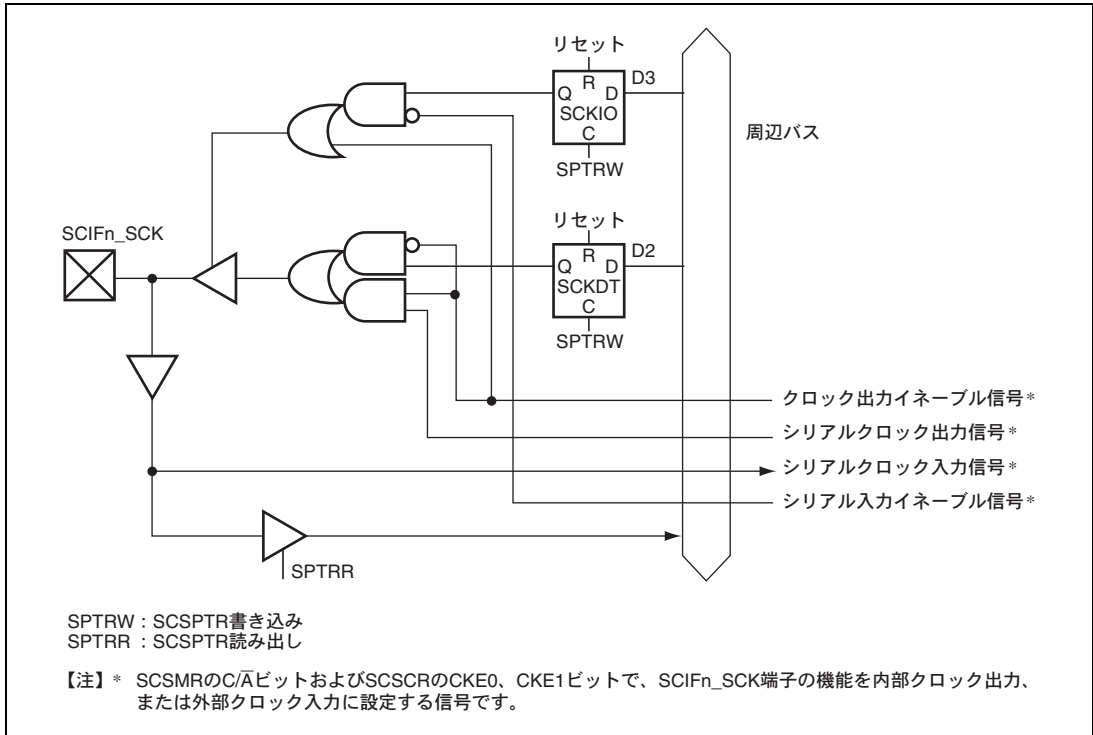 リセット
R
D3
Q D
SCKIO
C
周辺バス
SPTRW
リセット
SCIFn_SCK
R
D2
Q D
SCKDT
C
SPTRW
クロック出力イネーブル信号*
シリアルクロック出力信号*
シリアルクロック入力信号*
シリアル入力イネーブル信号*
SPTRR
SPTRW：SCSPTR書き込み
SPTRR ：SCSPTR読み出し
【注】* SCSMRのC/A̅ビットおよびSCSCRのCKE0、CKE1ビットで、SCIFn_SCK端子の機能を内部クロック出力、
または外部クロック入力に設定する信号です。